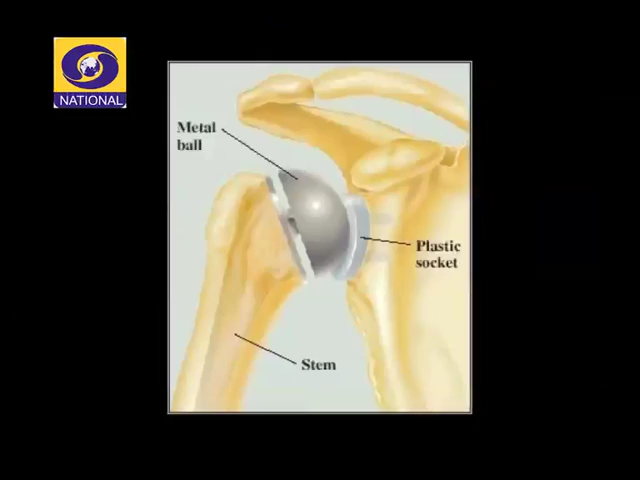 NATIONAL
Metal
ball
Plastic
socket
Stem